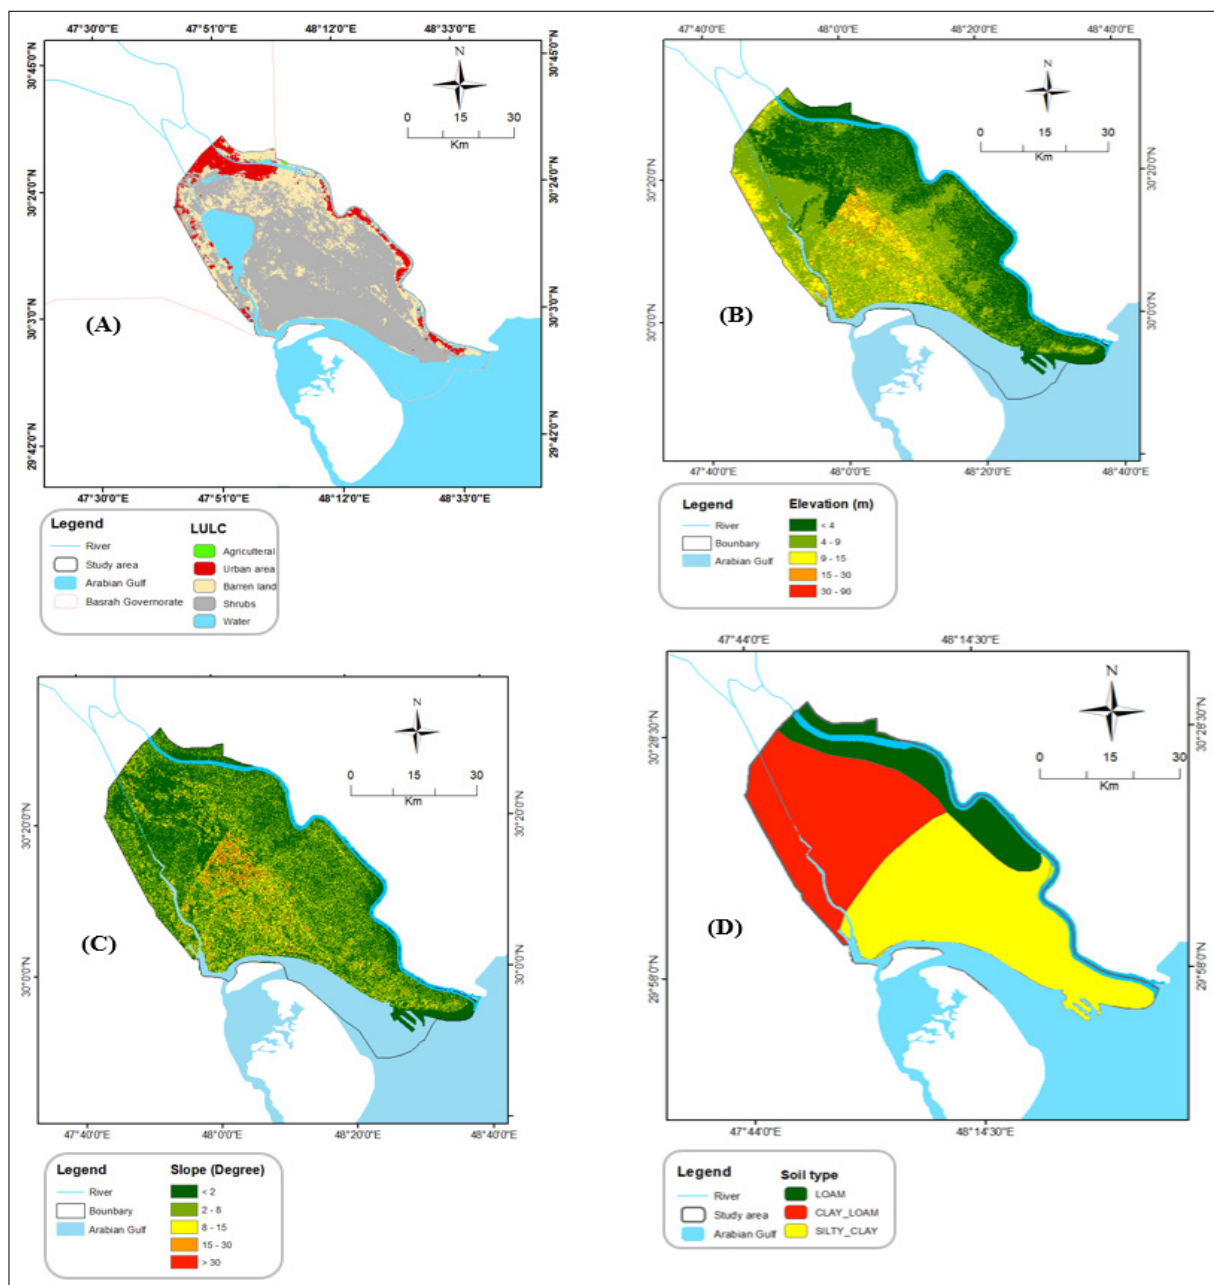 47°30'0"E 47°51'0"E 48°12'0"E 48°33'0"E
30°45'0"N 30°45'0"N
N
0 15 30
Km
30°24'0"N 30°24'0"N
30°3'0"N 30°3'0"N
(A)
29°42'0"N 29°42'0"N
47°30'0"E 47°51'0"E 48°12'0"E 48°33'0"E
Legend
River
Study area
Arabian Gulf
Basrah Governorate
LULC
Agriculteral
Urban area
Barren land
Shrubs
Water
47°40'0"E 48°0'0"E 48°20'0"E 48°40'0"E
N
0 15 30
Km
30°20'0"N 30°20'0"N
30°0'0"N 30°0'0"N
(B)
47°40'0"E 48°0'0"E 48°20'0"E 48°40'0"E
Legend
River
Bounbary
Arabian Gulf
Elevation (m)
< 4
4 - 9
9 - 15
15 - 30
30 - 90
N
0 15 30
Km
30°20'0"N 30°20'0"N
(C)
30°0'0"N 30°0'0"N
47°40'0"E 48°0'0"E 48°20'0"E 48°40'0"E
Legend
River
Bounbary
Arabian Gulf
Slope (Degree)
< 2
2 - 8
8 - 15
15 - 30
> 30
47°44'0"E 48°14'30"E
N
30°28'30"N 30°28'30"N
0 15 30
Km
(D)
29°58'0"N 29°58'0"N
47°44'0"E 48°14'30"E
Legend
River
Study area
Arabian Gulf
Soil type
LOAM
CLAY_LOAM
SILTY_CLAY